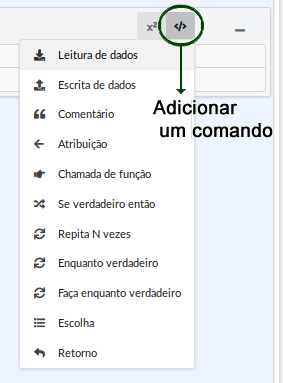 x²
</>
Leitura de dados
Escrita de dados
Comentário
Atribuição
Chamada de função
Se verdadeiro então
Repita N vezes
Enquanto verdadeiro
Faça enquanto verdadeiro
Escolha
Retorno
Adicionar
um comando